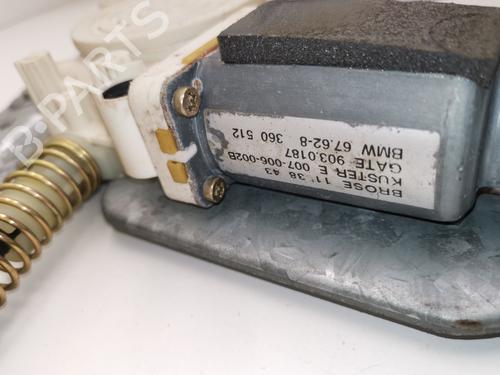 BROSE 11' 38 43
KUSTER E 007-006-002B
GATE 903.0187
BMW 67.62-8 360 512
B-Parts